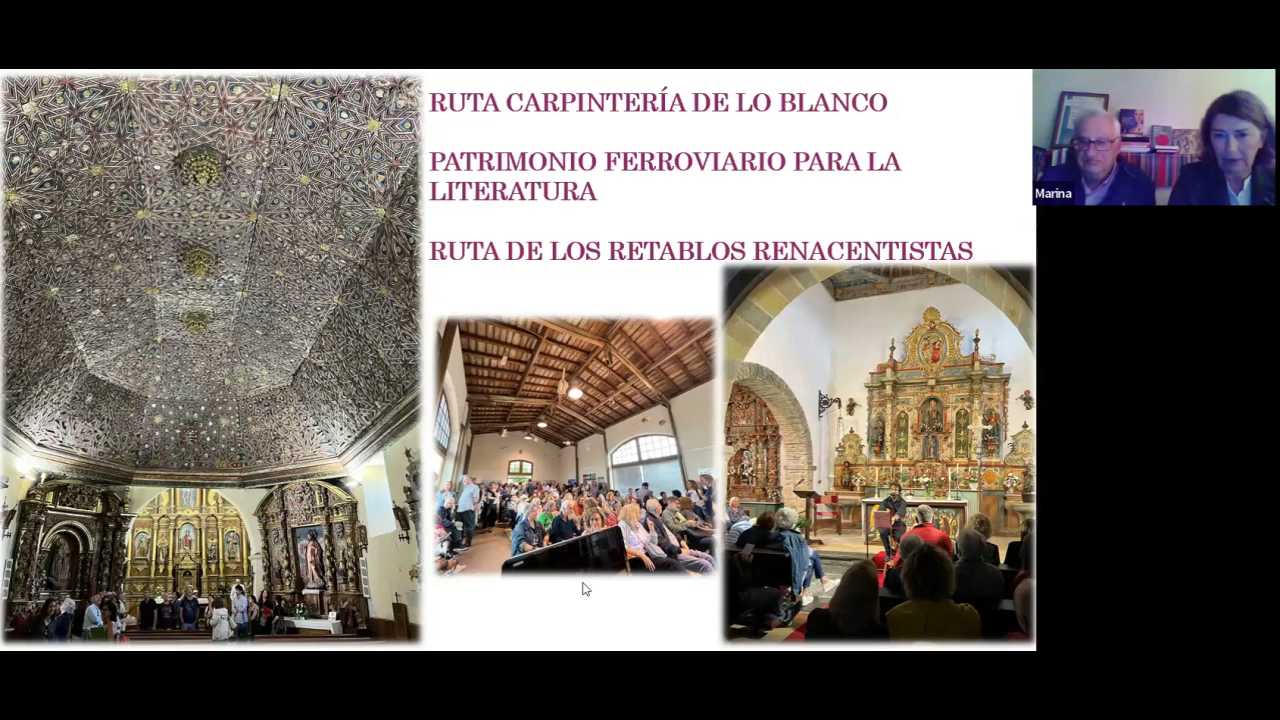 RUTA CARPINTERÍA DE LO BLANCO
PATRIMONIO FERROVIARIO PARA LA
LITERATURA
RUTA DE LOS RETABLOS RENACENTISTAS
Marina